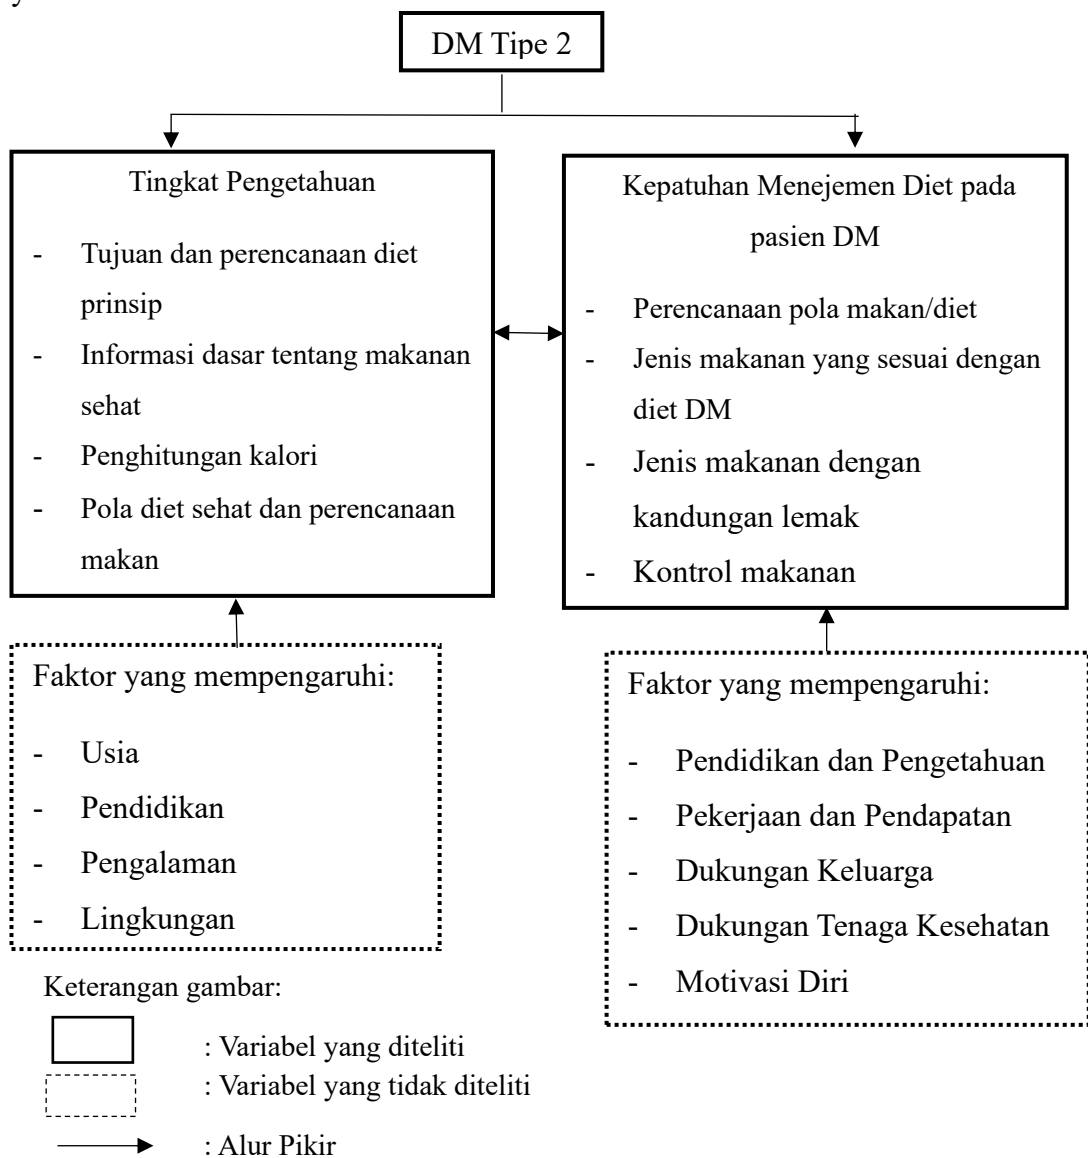 DM Tipe 2
Tingkat Pengetahuan
- Tujuan dan perencanaan diet
prinsip
- Informasi dasar tentang makanan
sehat
- Penghitungan kalori
- Pola diet sehat dan perencanaan
makan
Kepatuhan Menejemen Diet pada
pasien DM
- Perencanaan pola makan/diet
- Jenis makanan yang sesuai dengan
diet DM
- Jenis makanan dengan
kandungan lemak
- Kontrol makanan
Faktor yang mempengaruhi:
- Usia
- Pendidikan
- Pengalaman
- Lingkungan
Faktor yang mempengaruhi:
- Pendidikan dan Pengetahuan
- Pekerjaan dan Pendapatan
- Dukungan Keluarga
- Dukungan Tenaga Kesehatan
- Motivasi Diri
Keterangan gambar:
: Variabel yang diteliti
: Variabel yang tidak diteliti
: Alur Pikir